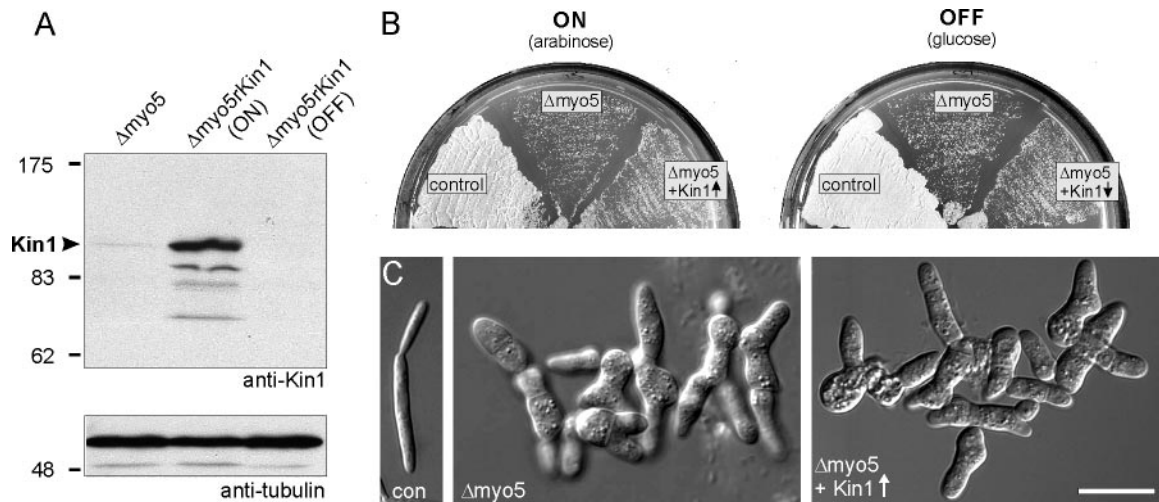 A
Δmyo5
Δmyo5rKin1
(ON)
Δmyo5rKin1
(OFF)
175
Kin1
83
62
anti-Kin1
48
anti-tubulin
B
ON
(arabinose)
Δmyo5
control
Δmyo5
+Kin1↑
OFF
(glucose)
Δmyo5
control
Δmyo5
+Kin1↓
C
con
Δmyo5
Δmyo5
+ Kin1↑